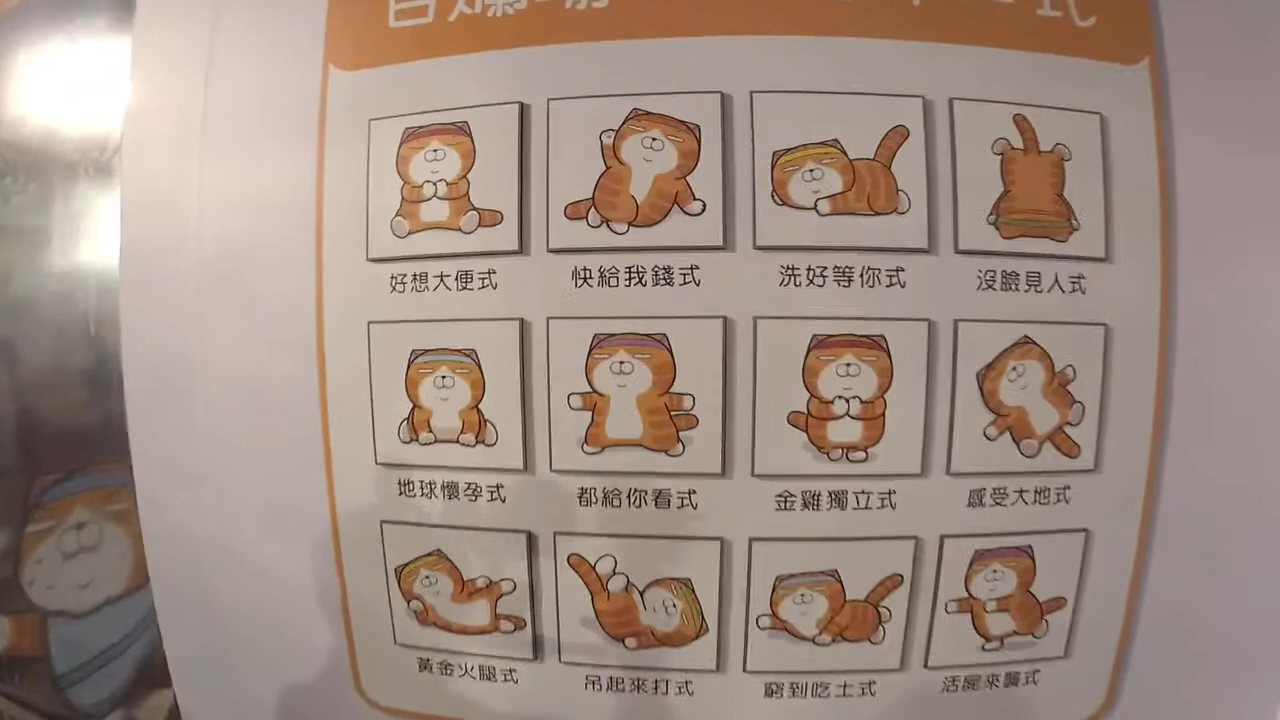 好想大便式
快給我錢式
洗好等你式
沒臉見人式
地球懷孕式
都給你看式
金雞獨立式
感受大地式
黃金火腿式
吊起來打式
窮到吃土式
活屍來襲式